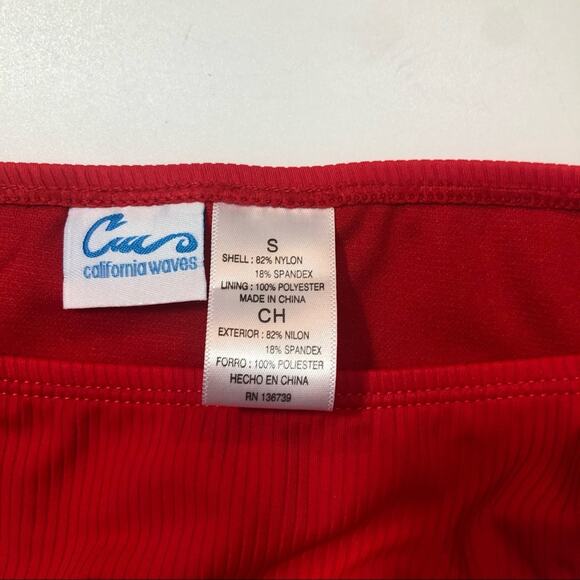 california waves
S
SHELL : 82% NYLON
18% SPANDEX
LINING : 100% POLYESTER
MADE IN CHINA
CH
EXTERIOR : 82% NILON
18% SPANDEX
FORRO : 100% POLIESTER
HECHO EN CHINA
RN 136739